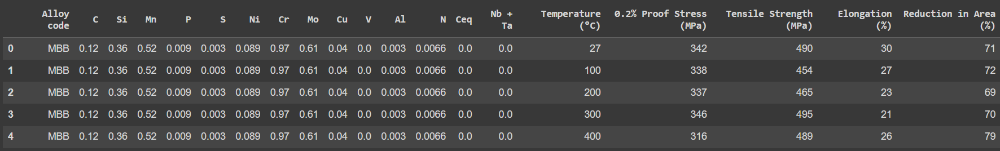 Alloy code C Si Mn P S Ni Cr Mo Cu V Al N Ceq Nb + Ta Temperature (°C) 0.2% Proof Stress (MPa) Tensile Strength (MPa) Elongation (%) Reduction in Area (%)
0 MBB 0.12 0.36 0.52 0.009 0.003 0.089 0.97 0.61 0.04 0.0 0.003 0.0066 0.0 0.0 27 342 490 30 71
1 MBB 0.12 0.36 0.52 0.009 0.003 0.089 0.97 0.61 0.04 0.0 0.003 0.0066 0.0 0.0 100 338 454 27 72
2 MBB 0.12 0.36 0.52 0.009 0.003 0.089 0.97 0.61 0.04 0.0 0.003 0.0066 0.0 0.0 200 337 465 23 69
3 MBB 0.12 0.36 0.52 0.009 0.003 0.089 0.97 0.61 0.04 0.0 0.003 0.0066 0.0 0.0 300 346 495 21 70
4 MBB 0.12 0.36 0.52 0.009 0.003 0.089 0.97 0.61 0.04 0.0 0.003 0.0066 0.0 0.0 400 316 489 26 79